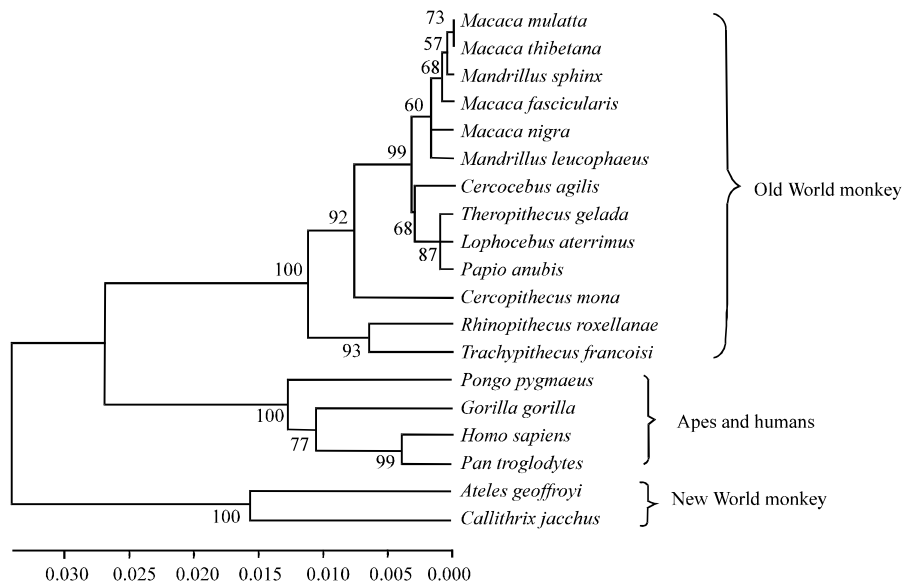 73
Macaca mulatta
57
Macaca thibetana
68
Mandrillus sphinx
60
Macaca fascicularis
Macaca nigra
99
Mandrillus leucophaeus
Cercocebus agilis
Old World monkey
92
68
Theropithecus gelada
87
Lophocebus aterrimus
Papio anubis
100
Cercopithecus mona
Rhinopithecus roxellanae
93
Trachypithecus francoisi
Pongo pygmaeus
100
Gorilla gorilla
Apes and humans
77
Homo sapiens
99
Pan troglodytes
Ateles geoffroyi
New World monkey
100
Callithrix jacchus
0.030 0.025 0.020 0.015 0.010 0.005 0.000